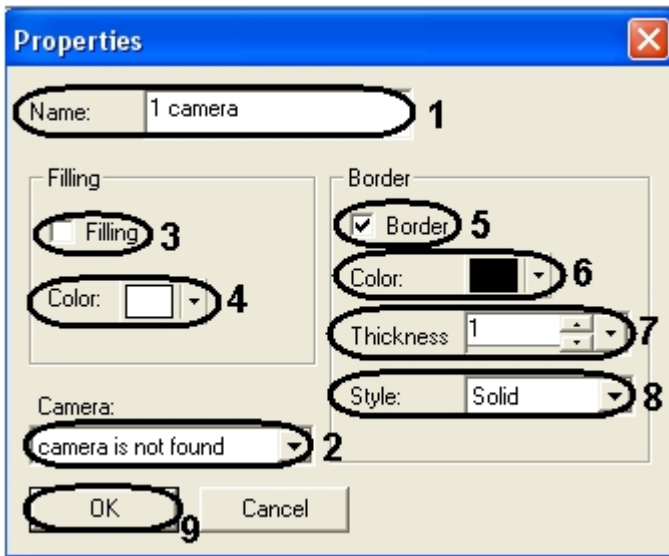 Properties
Name: 1 camera 1
Filling
Filling 3
Color: 4
Border
Border 5
Color: 6
Thickness 1 7
Style: Solid 8
Camera:
camera is not found 2
OK 9
Cancel